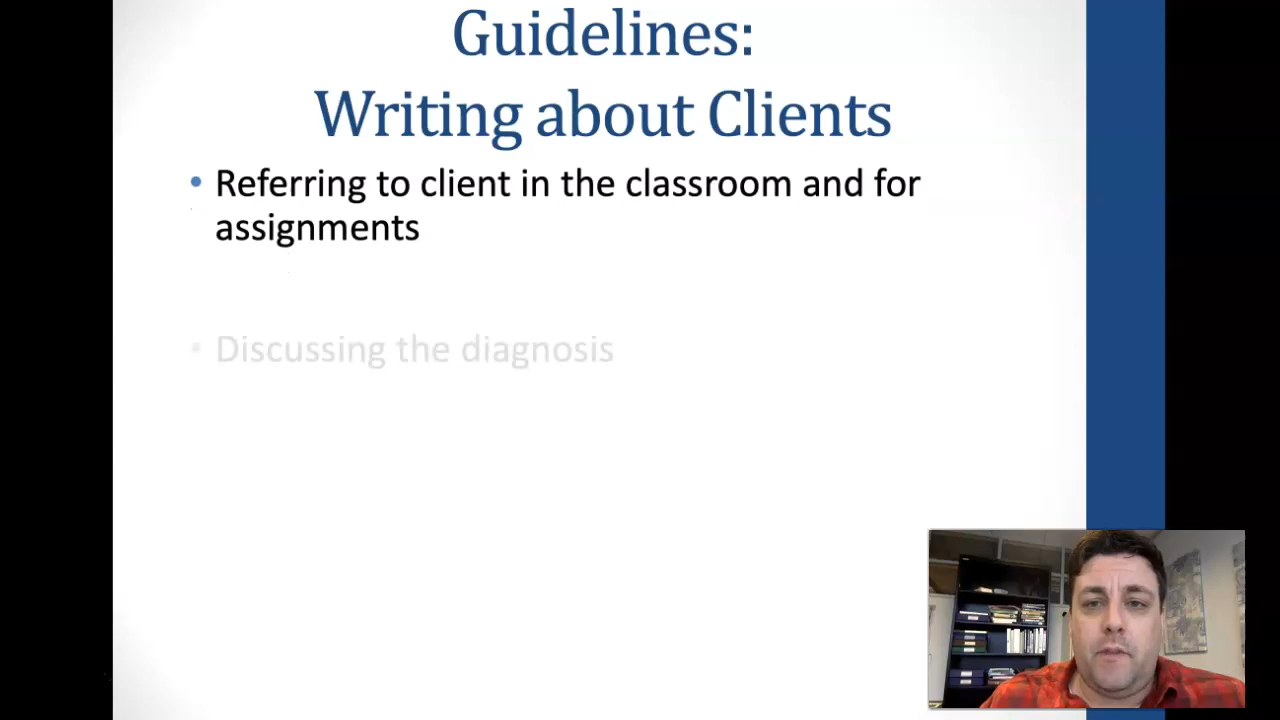 Guidelines:
Writing about Clients
• Referring to client in the classroom and for
assignments
• Discussing the diagnosis